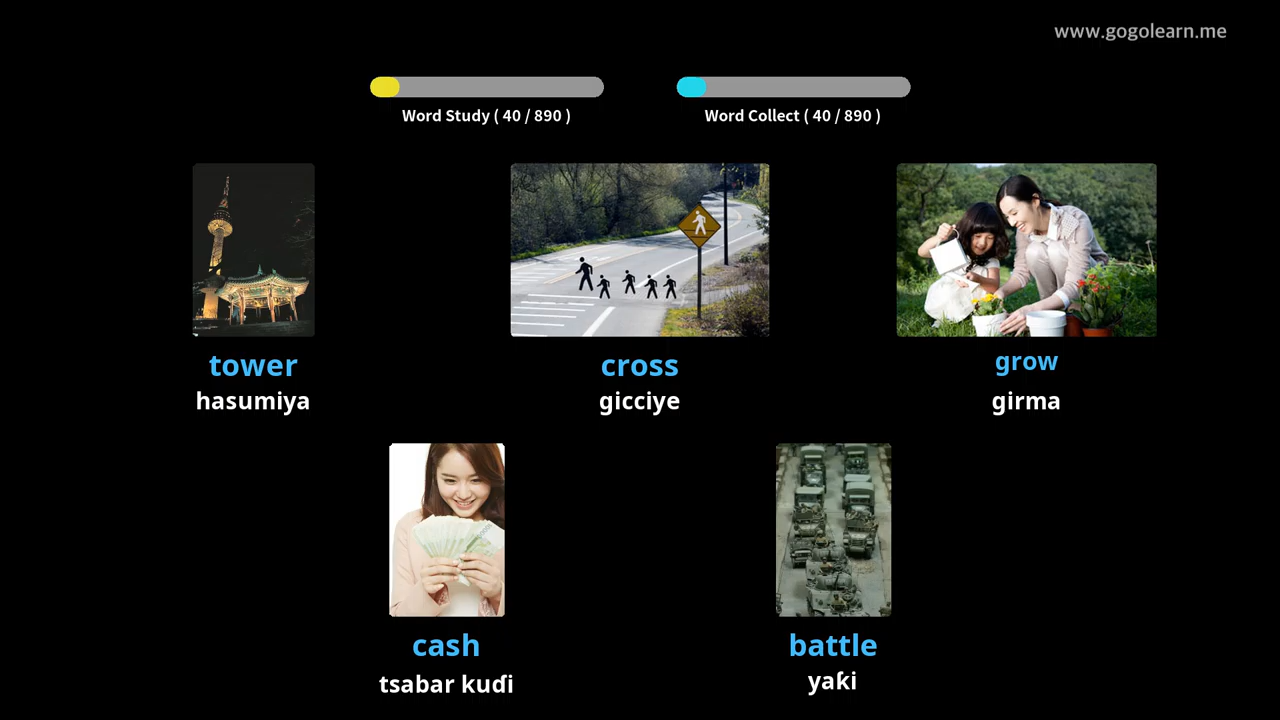 www.gogolearn.me
Word Study ( 40 / 890 )
Word Collect ( 40 / 890 )
tower
hasumiya
cross
gicciye
grow
girma
cash
tsabar kuɗi
battle
yaƙi